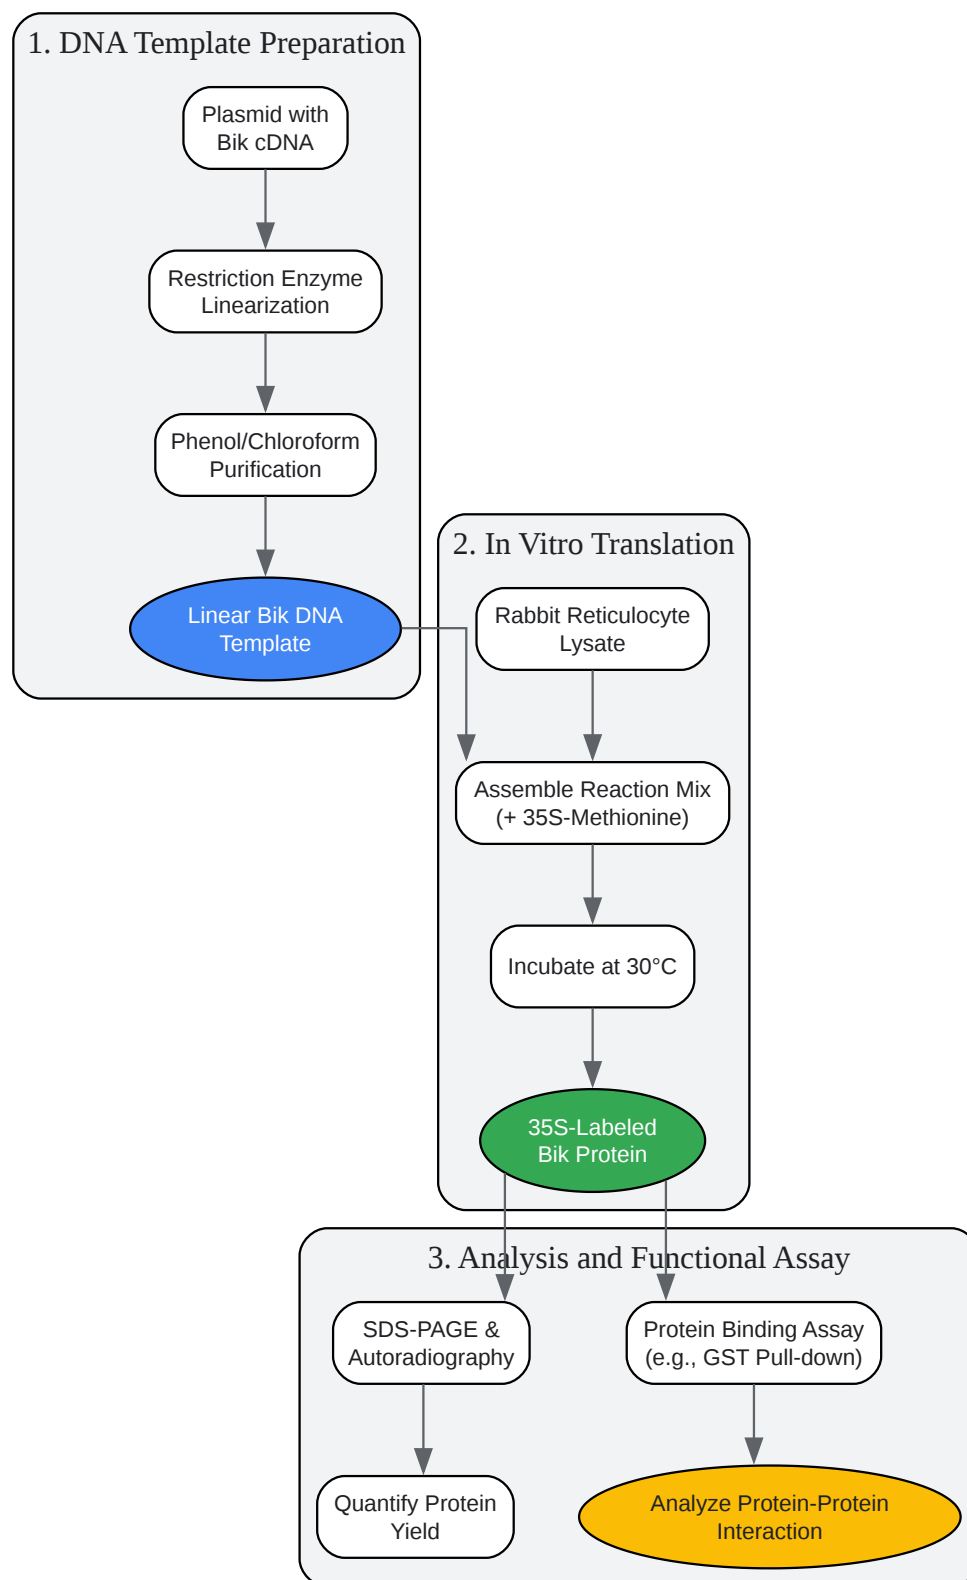 1. DNA Template Preparation
Plasmid with
Bik cDNA
Restriction Enzyme
Linearization
Phenol/Chloroform
Purification
Linear Bik DNA
Template
2. In Vitro Translation
Rabbit Reticulocyte
Lysate
Assemble Reaction Mix
(+ 35S-Methionine)
Incubate at 30°C
35S-Labeled
Bik Protein
3. Analysis and Functional Assay
SDS-PAGE &
Autoradiography
Protein Binding Assay
(e.g., GST Pull-down)
Quantify Protein
Yield
Analyze Protein-Protein
Interaction